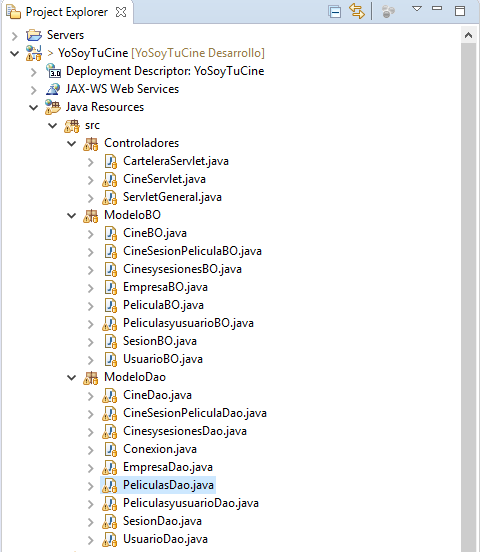 Project Explorer
Servers
> YoSoyTuCine [YoSoyTuCine Desarrollo]
3.0 Deployment Descriptor: YoSoyTuCine
JAX-WS Web Services
Java Resources
src
Controladores
CarteleraServlet.java
CineServlet.java
ServletGeneral.java
ModeloBO
CineBO.java
CineSesionPeliculaBO.java
CinesysesionesBO.java
EmpresaBO.java
PeliculaBO.java
PeliculasyusuarioBO.java
SesionBO.java
UsuarioBO.java
ModeloDao
CineDao.java
CineSesionPeliculaDao.java
CinesysesionesDao.java
Conexion.java
EmpresaDao.java
PeliculasDao.java
PeliculasyusuarioDao.java
SesionDao.java
UsuarioDao.java